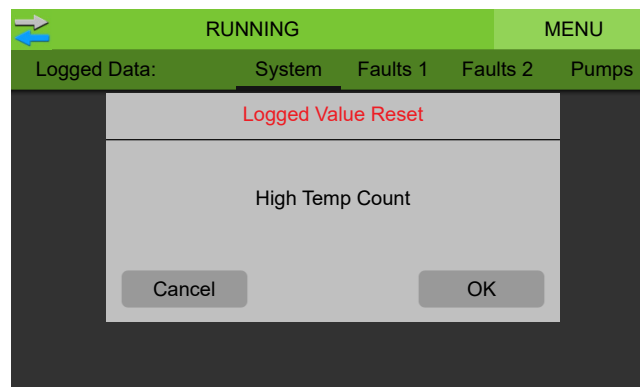 RUNNING MENU
Logged Data: System Faults 1 Faults 2 Pumps
Logged Value Reset
High Temp Count
Cancel OK